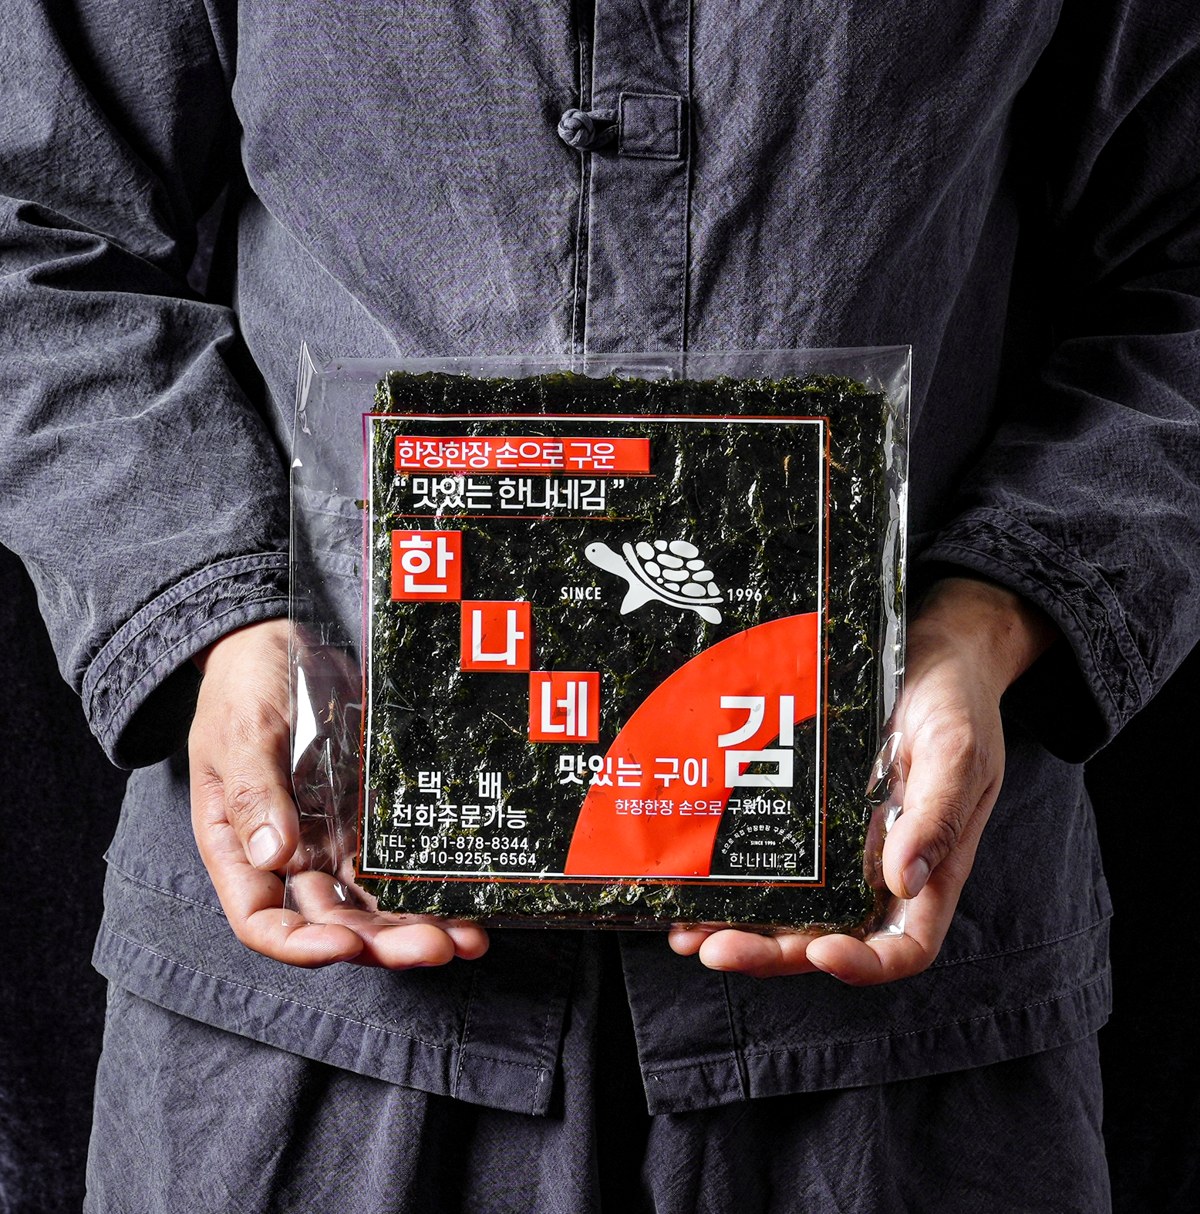 한장한장 손으로 구운
“맛있는 한나네김”
한
나
네
SINCE 1996
김
맛있는 구이
한장한장 손으로 구웠어요!
택 배
전화주문가능
TEL : 031-878-8344
H.P : 010-9255-6564
SINCE 1996
한나네김